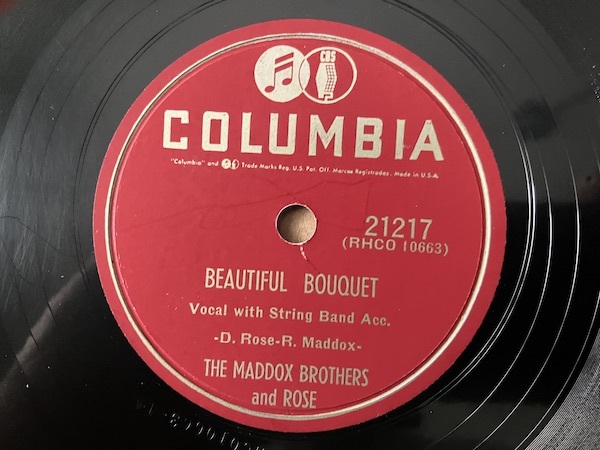 CBS
COLUMBIA
"Columbia" and Trade Marks Reg. U.S. Pat. Off. Marcas Registradas. Made in U.S.A.
21217
(RHCO 10663)
BEAUTIFUL BOUQUET
Vocal with String Band Acc.
-D. Rose-R. Maddox-
THE MADDOX BROTHERS
and ROSE